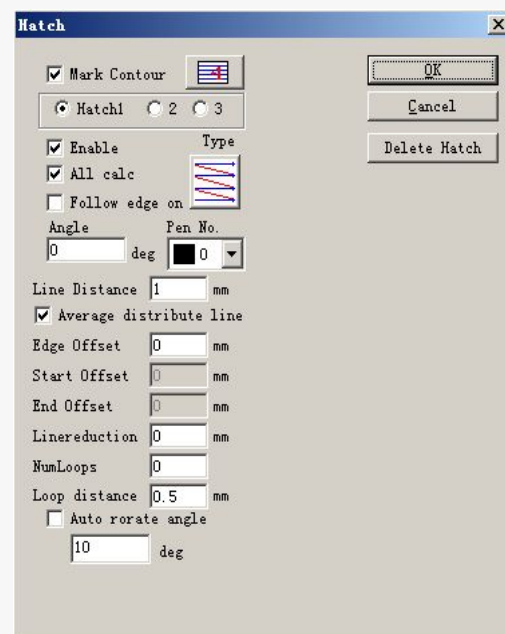 Hatch
Mark Contour
OK
Hatch1 2 3
Cancel
Enable Type
Delete Hatch
All calc
Follow edge on
Angle Pen No.
0 deg 0
Line Distance 1 mm
Average distribute line
Edge Offset 0 mm
Start Offset 0 mm
End Offset 0 mm
Linereduction 0 mm
NumLoops 0
Loop distance 0.5 mm
Auto rorate angle
10 deg